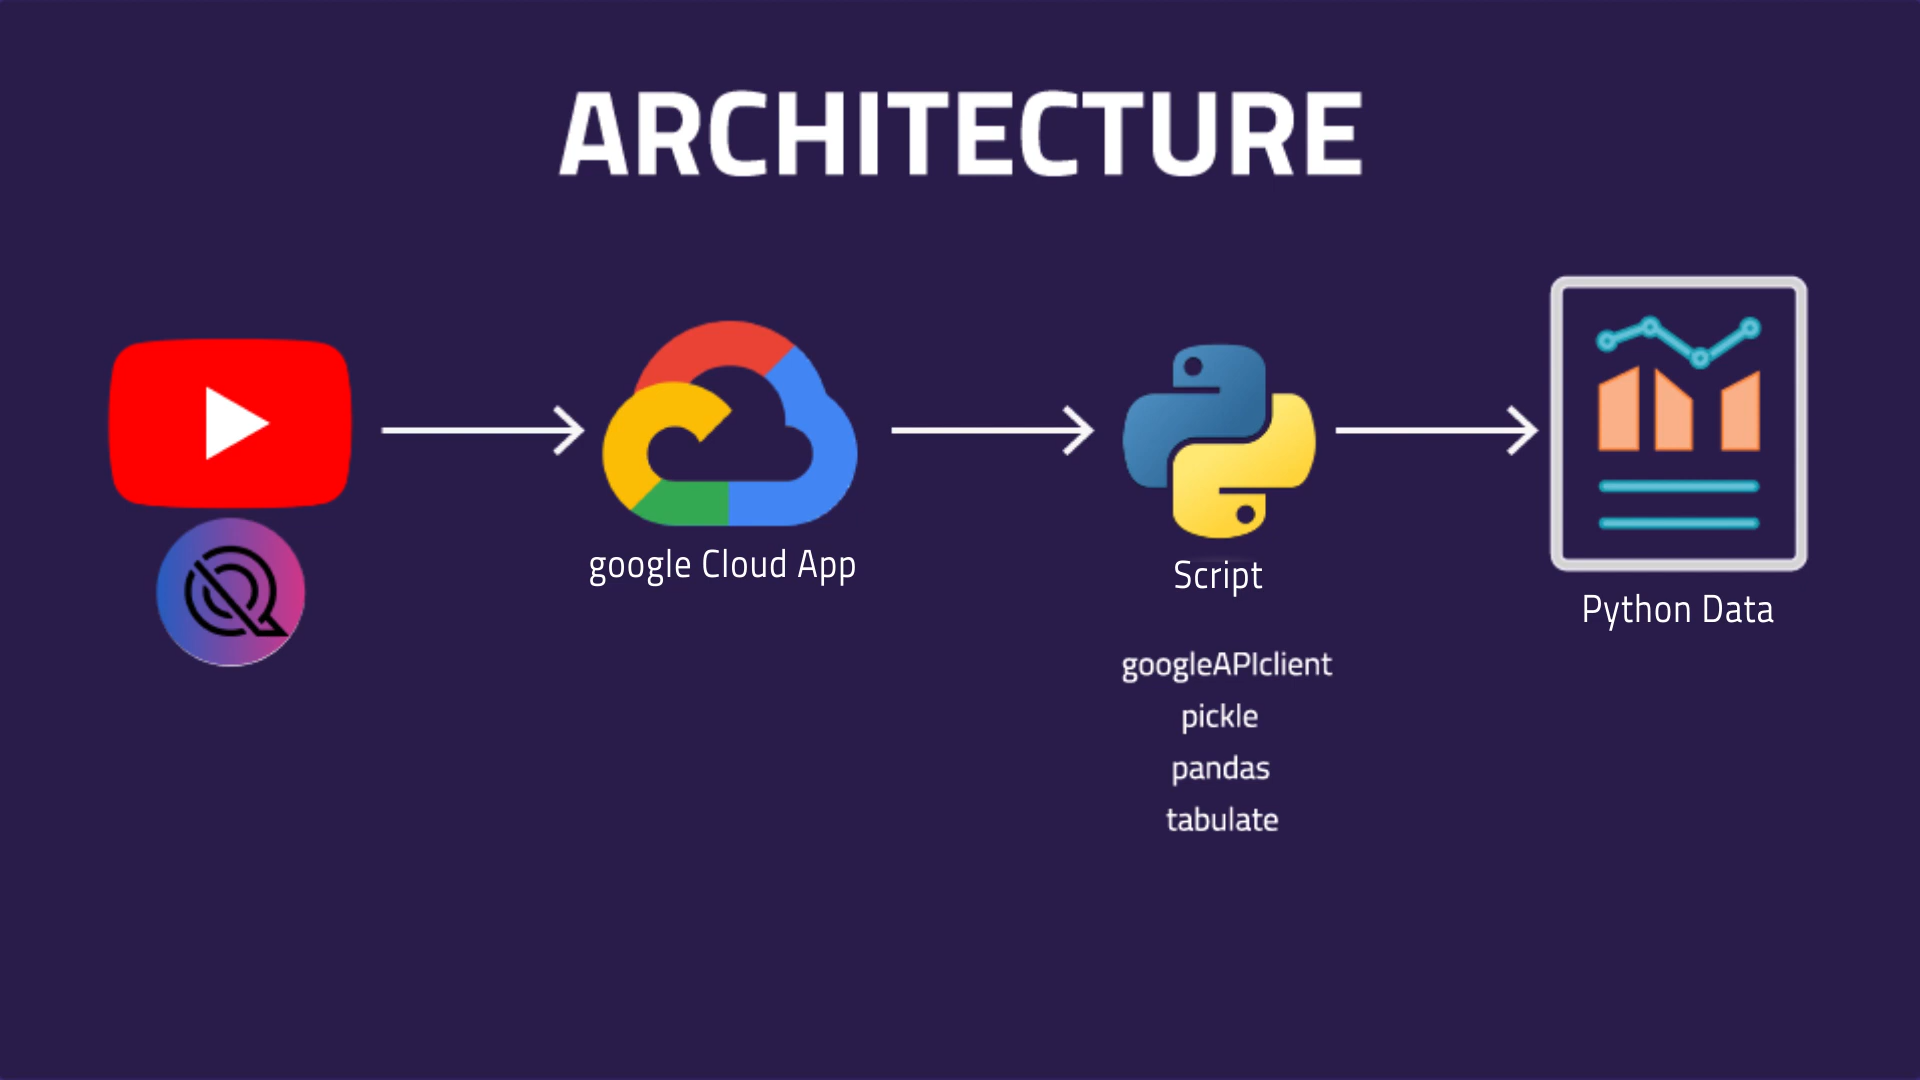 ARCHITECTURE
google Cloud App
Script
googleAPIclient
pickle
pandas
tabulate
Python Data